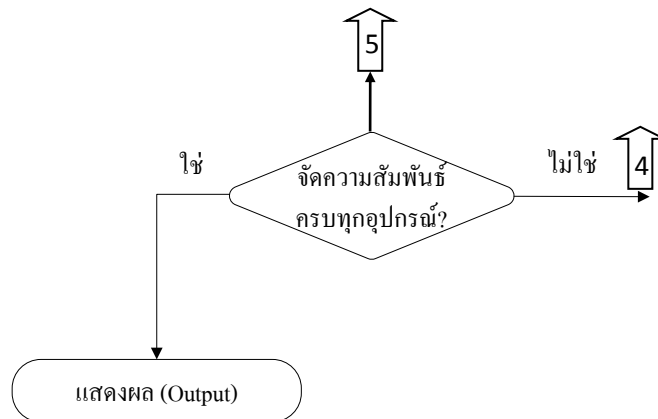 5
ใช่
ไม่ใช่
4
จัดความสัมพันธ์
ครบทุกอุปกรณ์?
แสดงผล (Output)